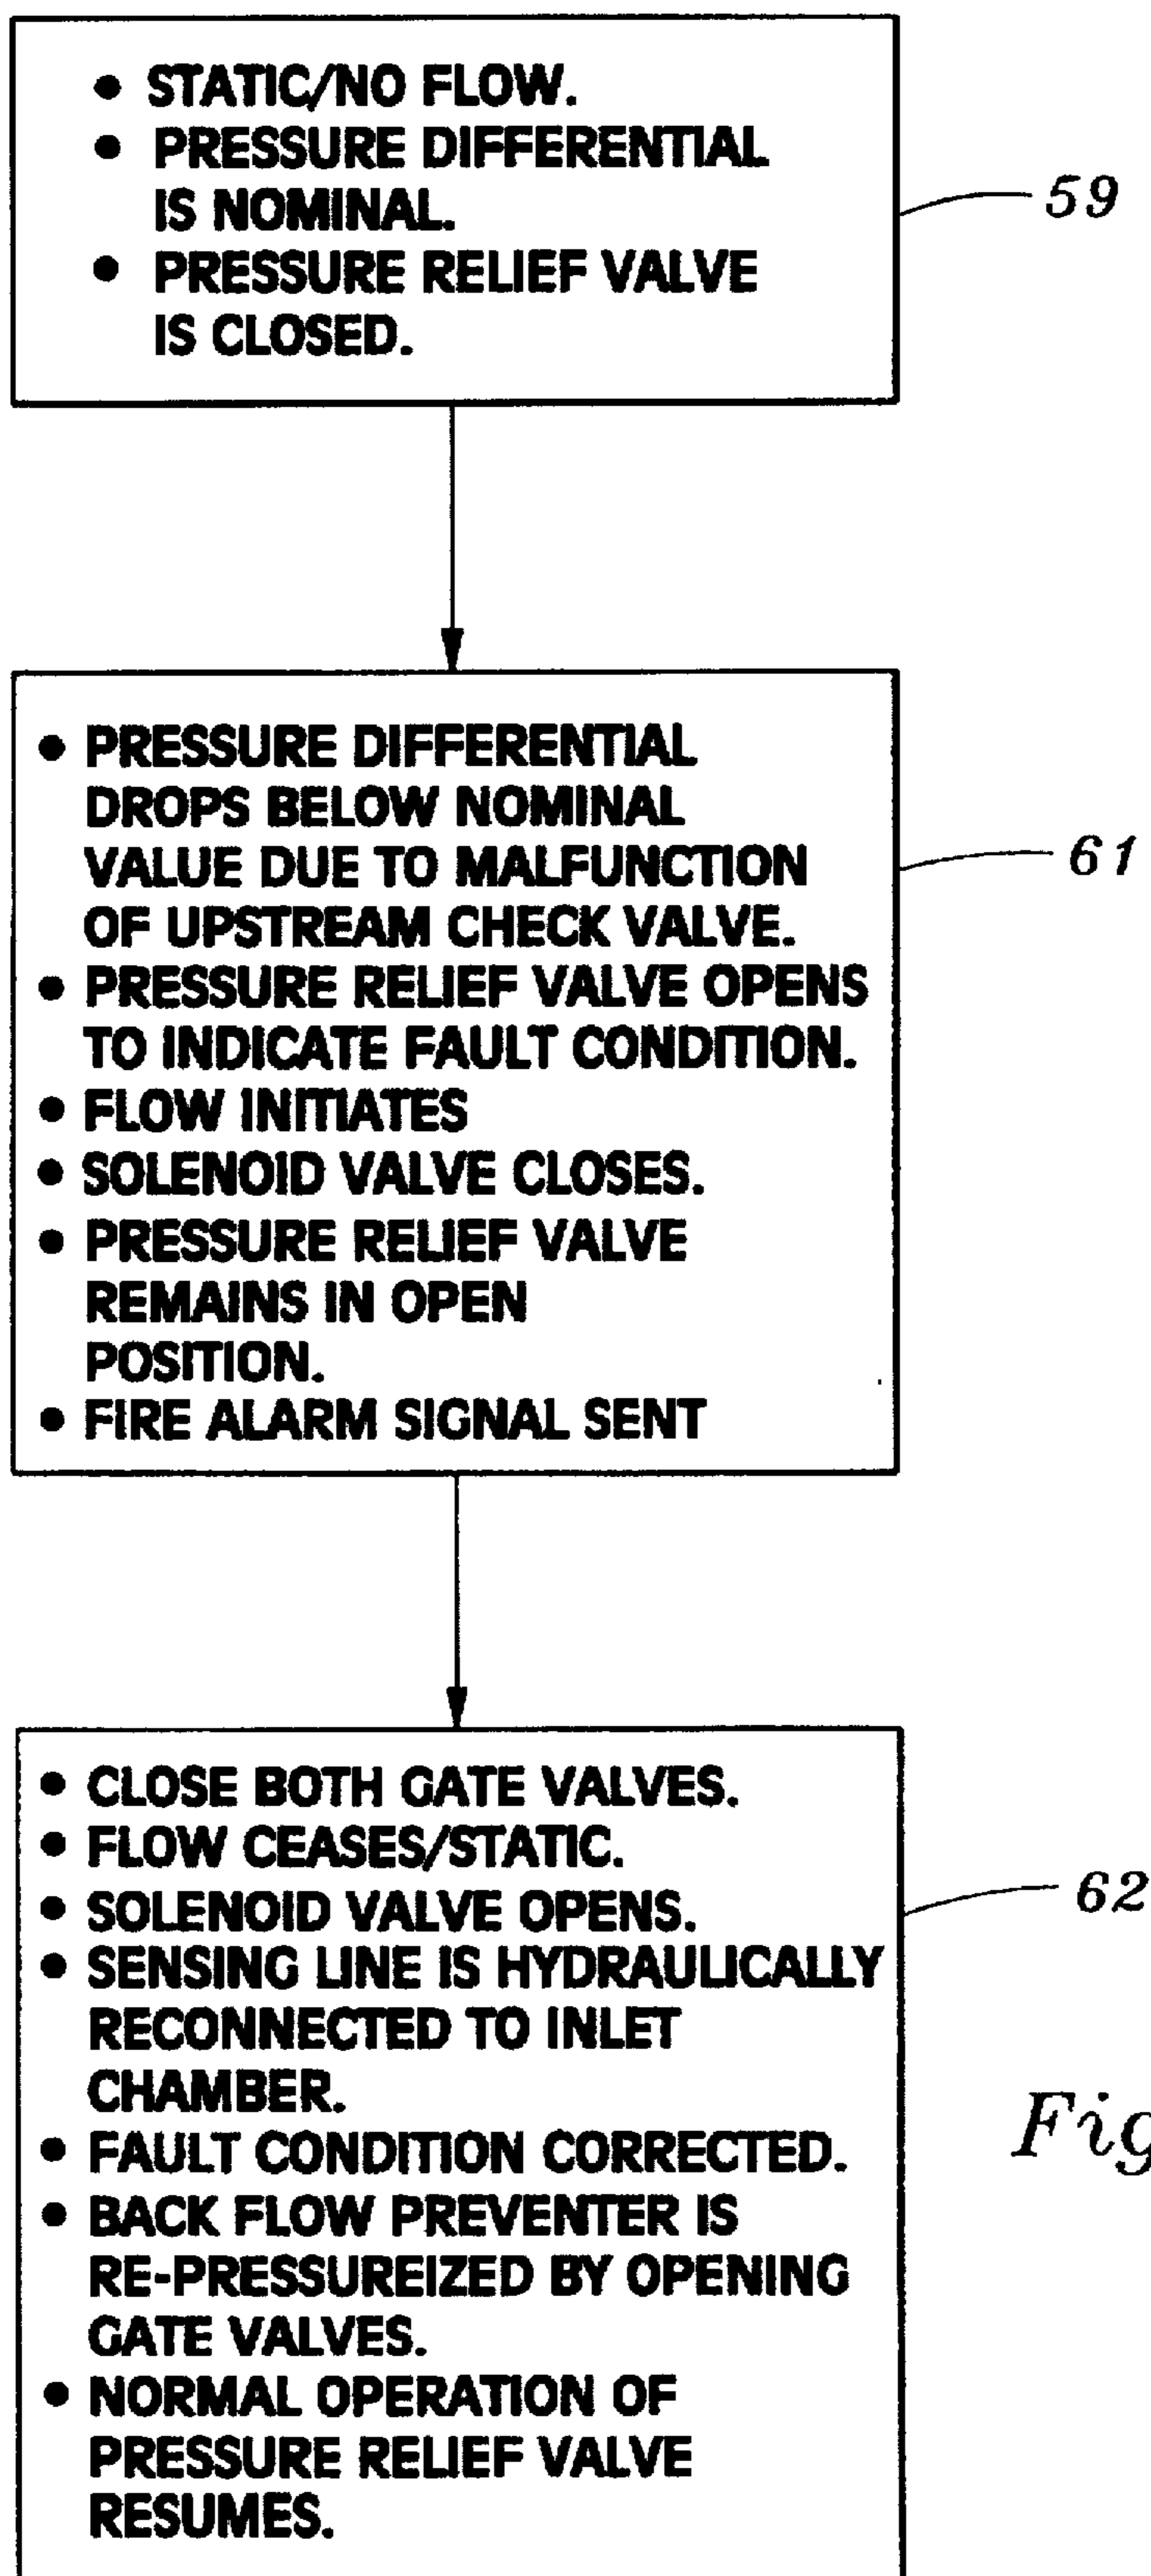 • STATIC/NO FLOW.
• PRESSURE DIFFERENTIAL
IS NOMINAL.
• PRESSURE RELIEF VALVE
IS CLOSED.
59
• PRESSURE DIFFERENTIAL
DROPS BELOW NOMINAL
VALUE DUE TO MALFUNCTION
OF UPSTREAM CHECK VALVE.
• PRESSURE RELIEF VALVE OPENS
TO INDICATE FAULT CONDITION.
• FLOW INITIATES
• SOLENOID VALVE CLOSES.
• PRESSURE RELIEF VALVE
REMAINS IN OPEN
POSITION.
• FIRE ALARM SIGNAL SENT
61
• CLOSE BOTH GATE VALVES.
• FLOW CEASES/STATIC.
• SOLENOID VALVE OPENS.
• SENSING LINE IS HYDRAULICALLY
RECONNECTED TO INLET
CHAMBER.
• FAULT CONDITION CORRECTED.
• BACK FLOW PREVENTER IS
RE-PRESSUREIZED BY OPENING
GATE VALVES.
• NORMAL OPERATION OF
PRESSURE RELIEF VALVE
RESUMES.
62
Fig